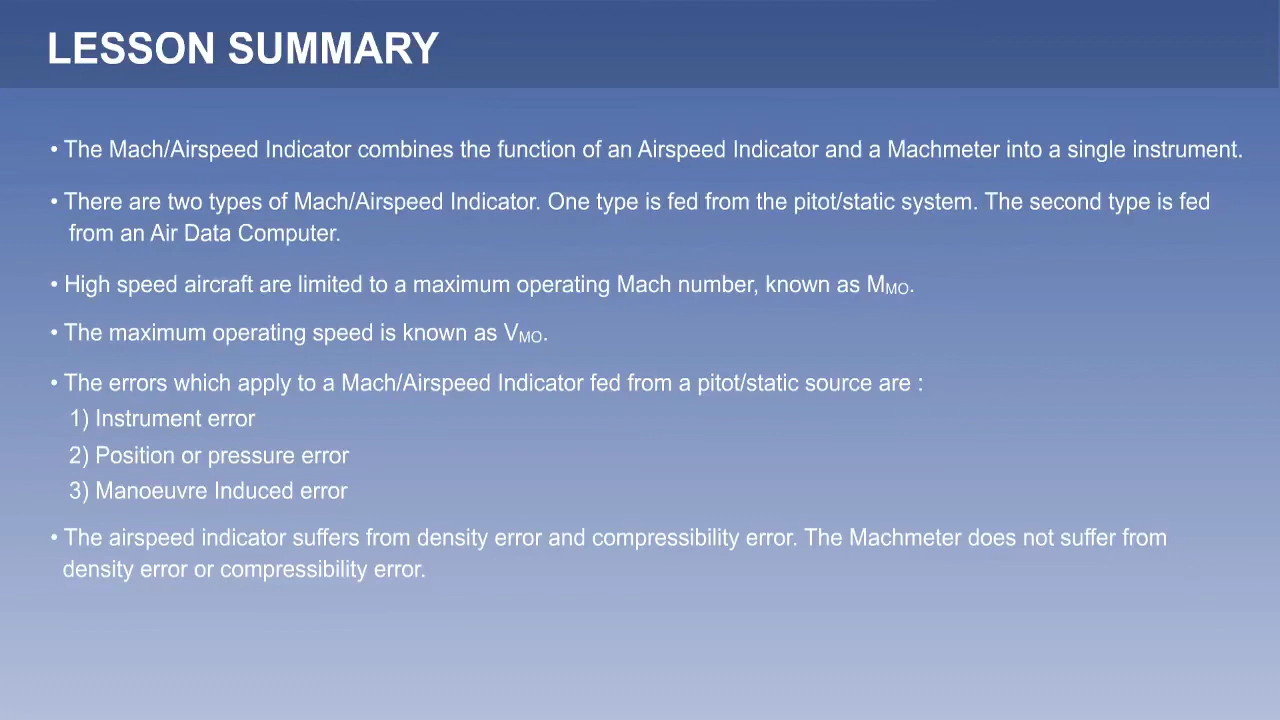 LESSON SUMMARY
• The Mach/Airspeed Indicator combines the function of an Airspeed Indicator and a Machmeter into a single instrument.
• There are two types of Mach/Airspeed Indicator. One type is fed from the pitot/static system. The second type is fed
from an Air Data Computer.
• High speed aircraft are limited to a maximum operating Mach number, known as MMO.
• The maximum operating speed is known as VMO.
• The errors which apply to a Mach/Airspeed Indicator fed from a pitot/static source are :
1) Instrument error
2) Position or pressure error
3) Manoeuvre Induced error
• The airspeed indicator suffers from density error and compressibility error. The Machmeter does not suffer from
density error or compressibility error.